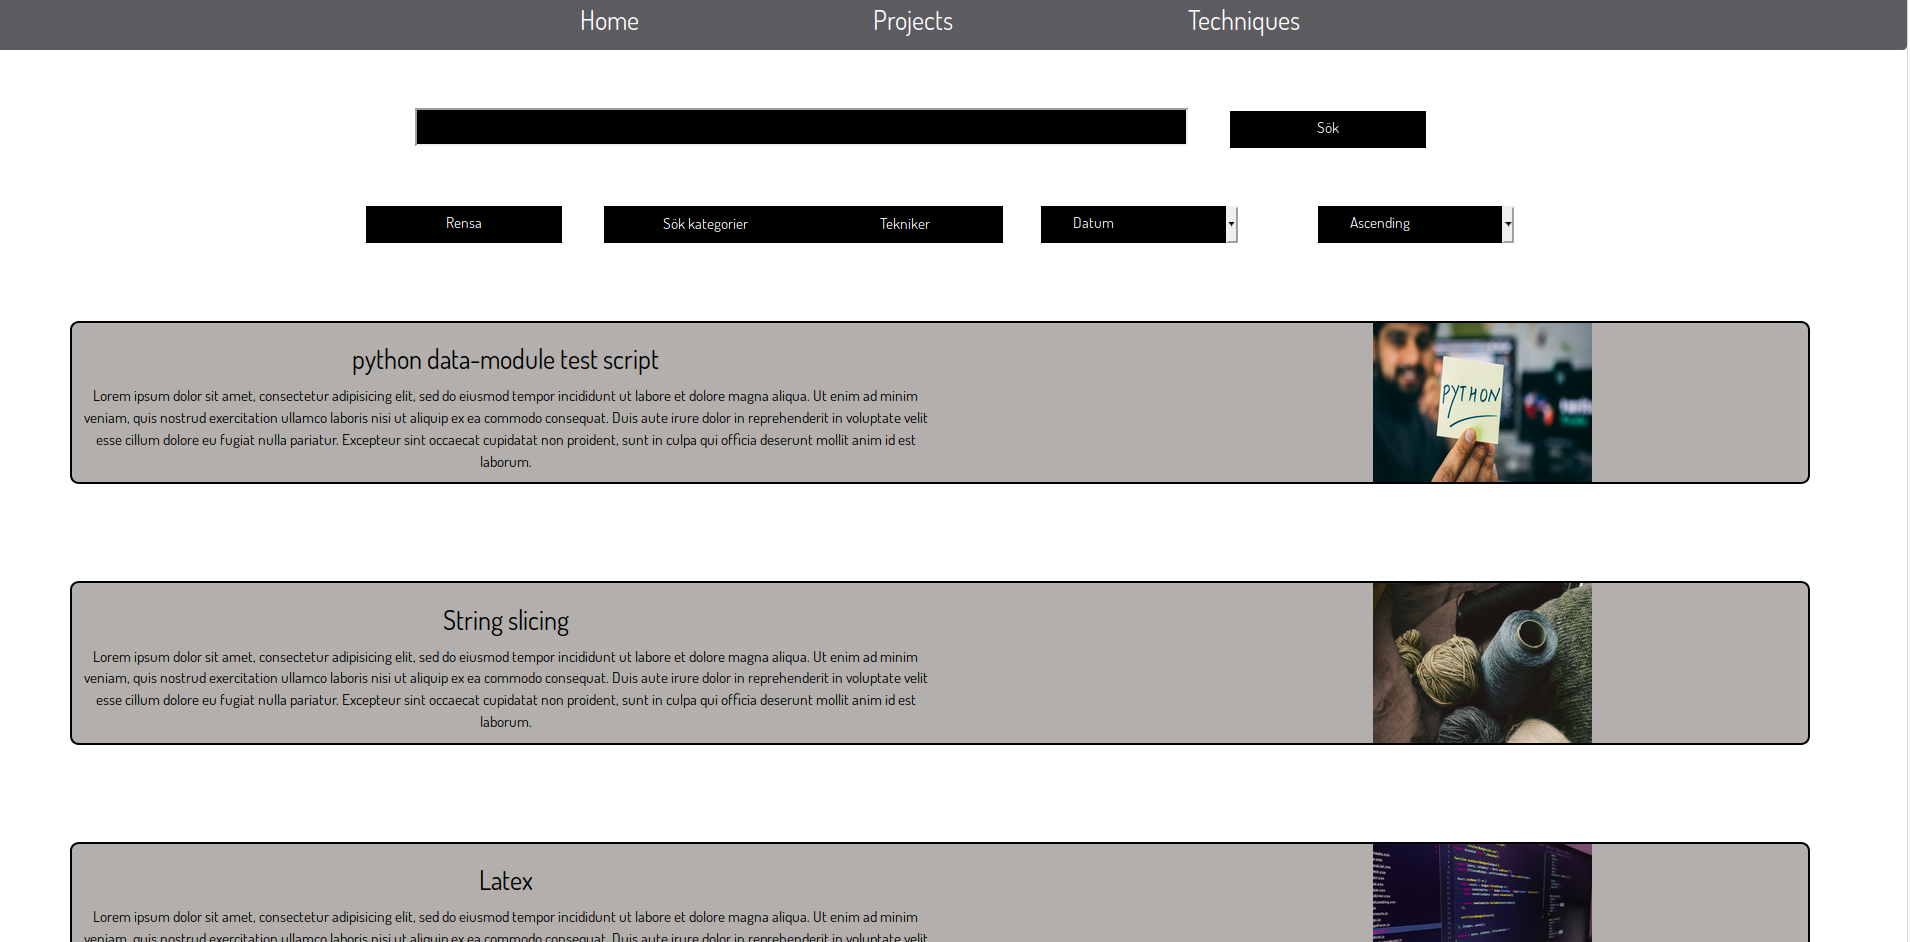 Home Projects Techniques
Sök
Rensa Sök kategorier Tekniker Datum Ascending
python data-module test script
Lorem ipsum dolor sit amet, consectetur adipisicing elit, sed do eiusmod tempor incididunt ut labore et dolore magna aliqua. Ut enim ad minim
veniam, quis nostrud exercitation ullamco laboris nisi ut aliquip ex ea commodo consequat. Duis aute irure dolor in reprehenderit in voluptate velit
esse cillum dolore eu fugiat nulla pariatur. Excepteur sint occaecat cupidatat non proident, sunt in culpa qui officia deserunt mollit anim id est
laborum.
PYTHON
String slicing
Lorem ipsum dolor sit amet, consectetur adipisicing elit, sed do eiusmod tempor incididunt ut labore et dolore magna aliqua. Ut enim ad minim
veniam, quis nostrud exercitation ullamco laboris nisi ut aliquip ex ea commodo consequat. Duis aute irure dolor in reprehenderit in voluptate velit
esse cillum dolore eu fugiat nulla pariatur. Excepteur sint occaecat cupidatat non proident, sunt in culpa qui officia deserunt mollit anim id est
laborum.
Latex
Lorem ipsum dolor sit amet, consectetur adipisicing elit, sed do eiusmod tempor incididunt ut labore et dolore magna aliqua. Ut enim ad minim
veniam, quis nostrud exercitation ullamco laboris nisi ut aliquip ex ea commodo consequat. Duis aute irure dolor in reprehenderit in voluptate velit